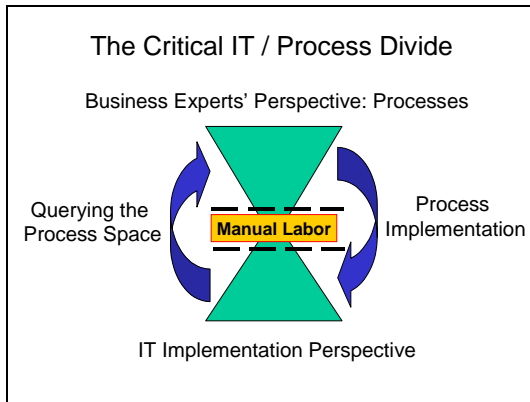 The Critical IT / Process Divide
Business Experts' Perspective: Processes
Querying the
Process Space
Manual Labor
Process
Implementation
IT Implementation Perspective